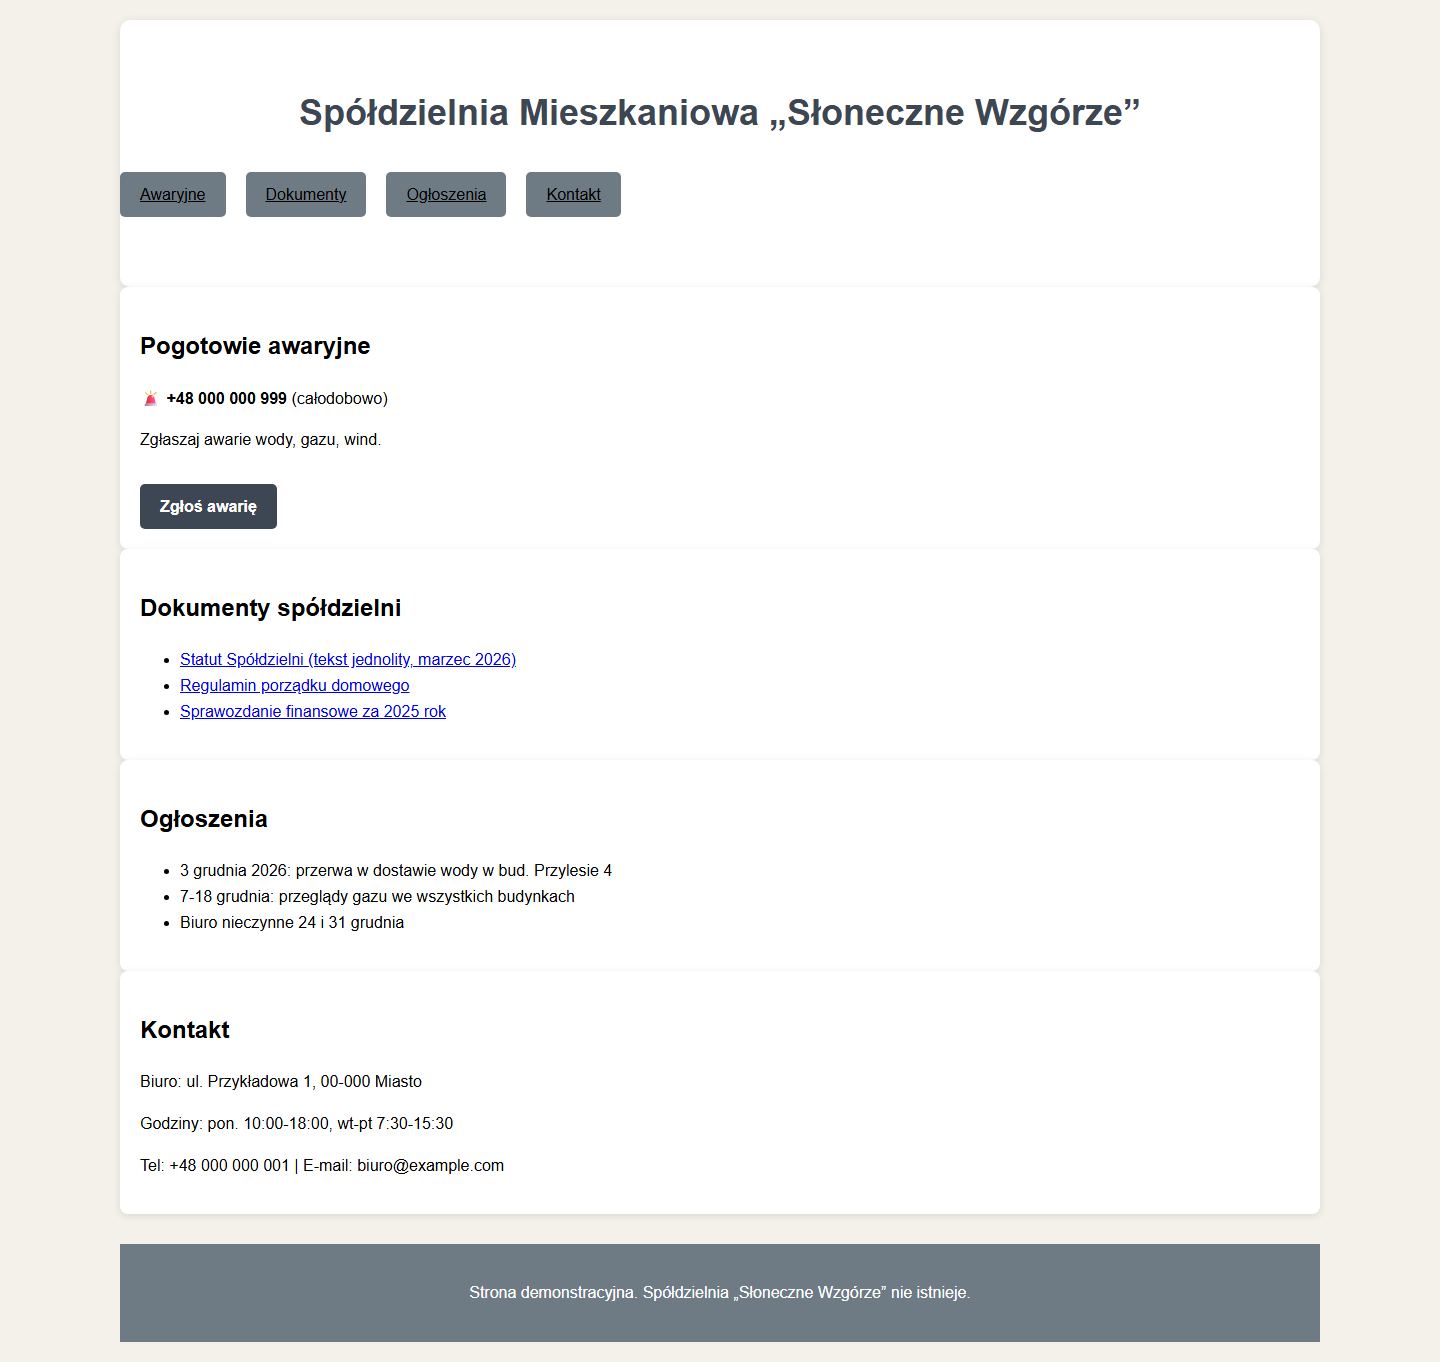 Spółdzielnia Mieszkaniowa „Słoneczne Wzgórze”
Awaryjne Dokumenty Ogłoszenia Kontakt
Pogotowie awaryjne
🚨 +48 000 000 999 (całodobowo)
Zgłaszaj awarie wody, gazu, wind.
Zgłoś awarię
Dokumenty spółdzielni
• Statut Spółdzielni (tekst jednolity, marzec 2026)
• Regulamin porządku domowego
• Sprawozdanie finansowe za 2025 rok
Ogłoszenia
• 3 grudnia 2026: przerwa w dostawie wody w bud. Przylesie 4
• 7-18 grudnia: przeglądy gazu we wszystkich budynkach
• Biuro nieczynne 24 i 31 grudnia
Kontakt
Biuro: ul. Przykładowa 1, 00-000 Miasto
Godziny: pon. 10:00-18:00, wt-pt 7:30-15:30
Tel: +48 000 000 001 | E-mail: biuro@example.com
Strona demonstracyjna. Spółdzielnia „Słoneczne Wzgórze” nie istnieje.